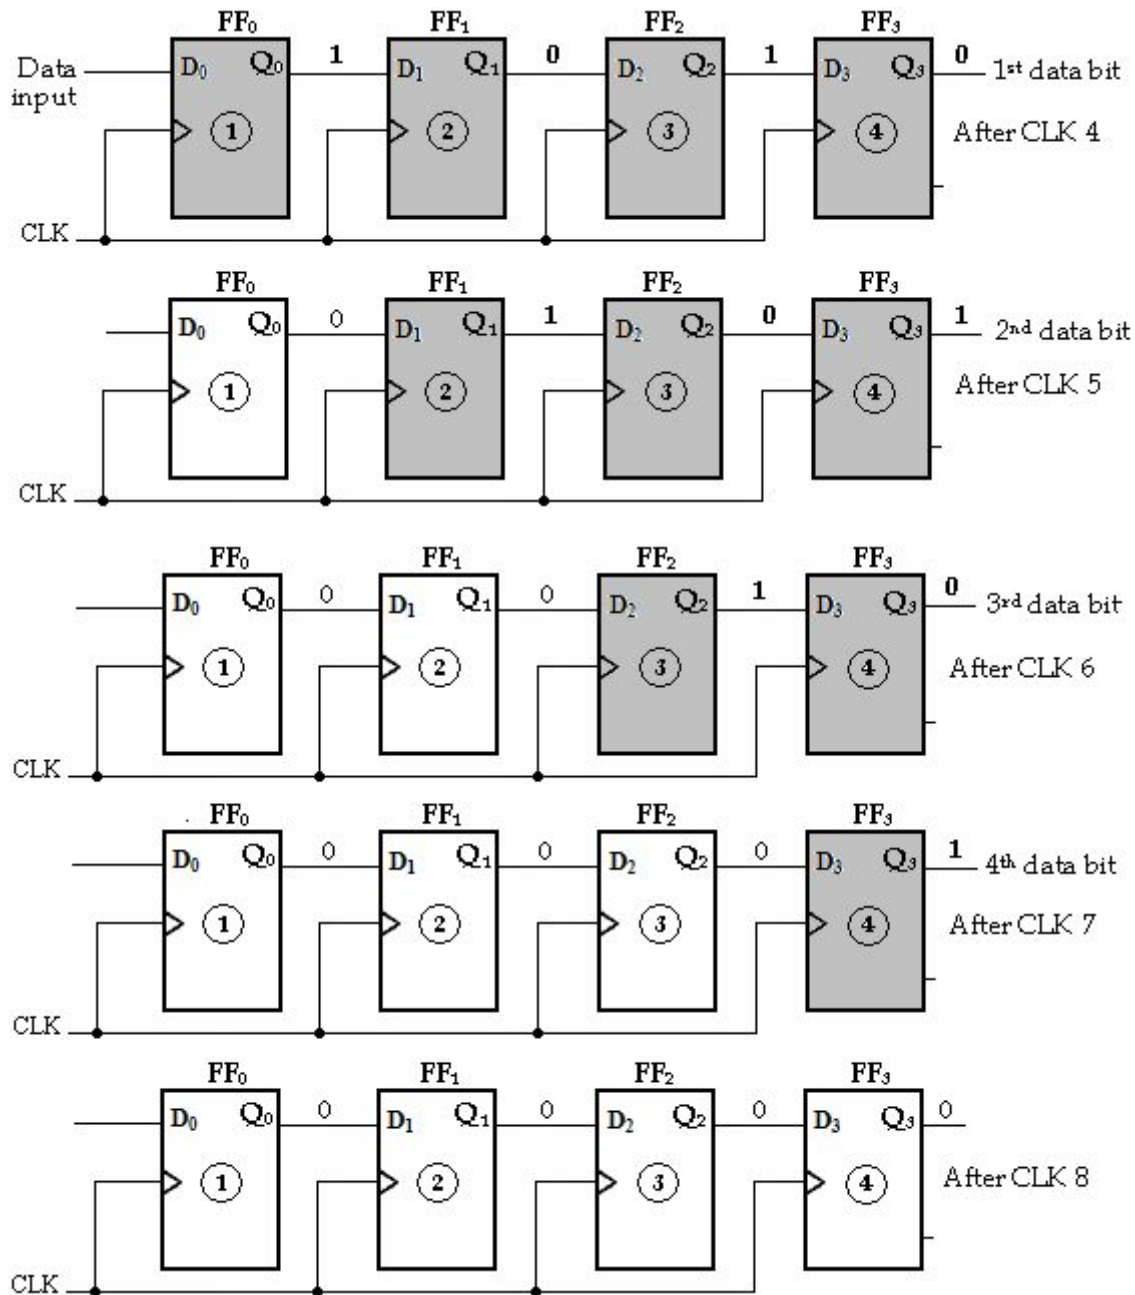 FF₀ FF₁ FF₂ FF₃
Data input D₀ Q₀ 1 D₁ Q₁ 0 D₂ Q₂ 1 D₃ Q₃ 0 1st data bit
1 2 3 4 After CLK 4
CLK
FF₀ FF₁ FF₂ FF₃
D₀ Q₀ 0 D₁ Q₁ 1 D₂ Q₂ 0 D₃ Q₃ 1 2nd data bit
1 2 3 4 After CLK 5
CLK
FF₀ FF₁ FF₂ FF₃
D₀ Q₀ 0 D₁ Q₁ 0 D₂ Q₂ 1 D₃ Q₃ 0 3rd data bit
1 2 3 4 After CLK 6
CLK
FF₀ FF₁ FF₂ FF₃
D₀ Q₀ 0 D₁ Q₁ 0 D₂ Q₂ 0 D₃ Q₃ 1 4th data bit
1 2 3 4 After CLK 7
CLK
FF₀ FF₁ FF₂ FF₃
D₀ Q₀ 0 D₁ Q₁ 0 D₂ Q₂ 0 D₃ Q₃ 0
1 2 3 4 After CLK 8
CLK